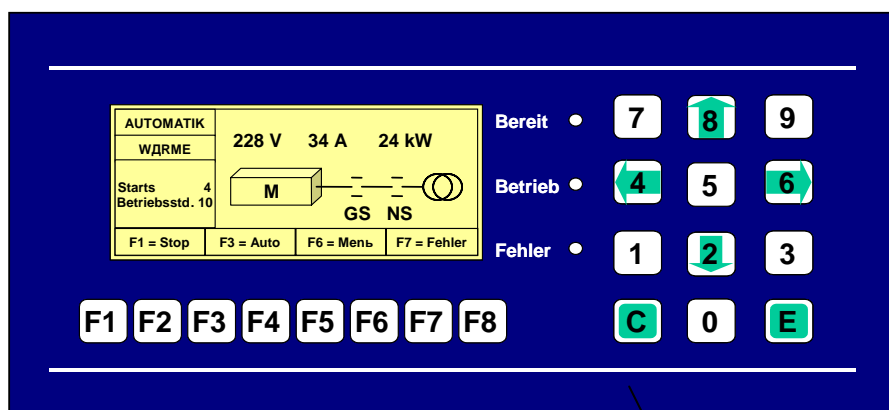 AUTOMATIK
WДRME
228 V 34 A 24 kW
Starts 4
Betriebsstd. 10
M
GS NS
F1 = Stop F3 = Auto F6 = Menь F7 = Fehler
Bereit
Betrieb
Fehler
7 8 9
4 5 6
1 2 3
C 0 E
F1 F2 F3 F4 F5 F6 F7 F8